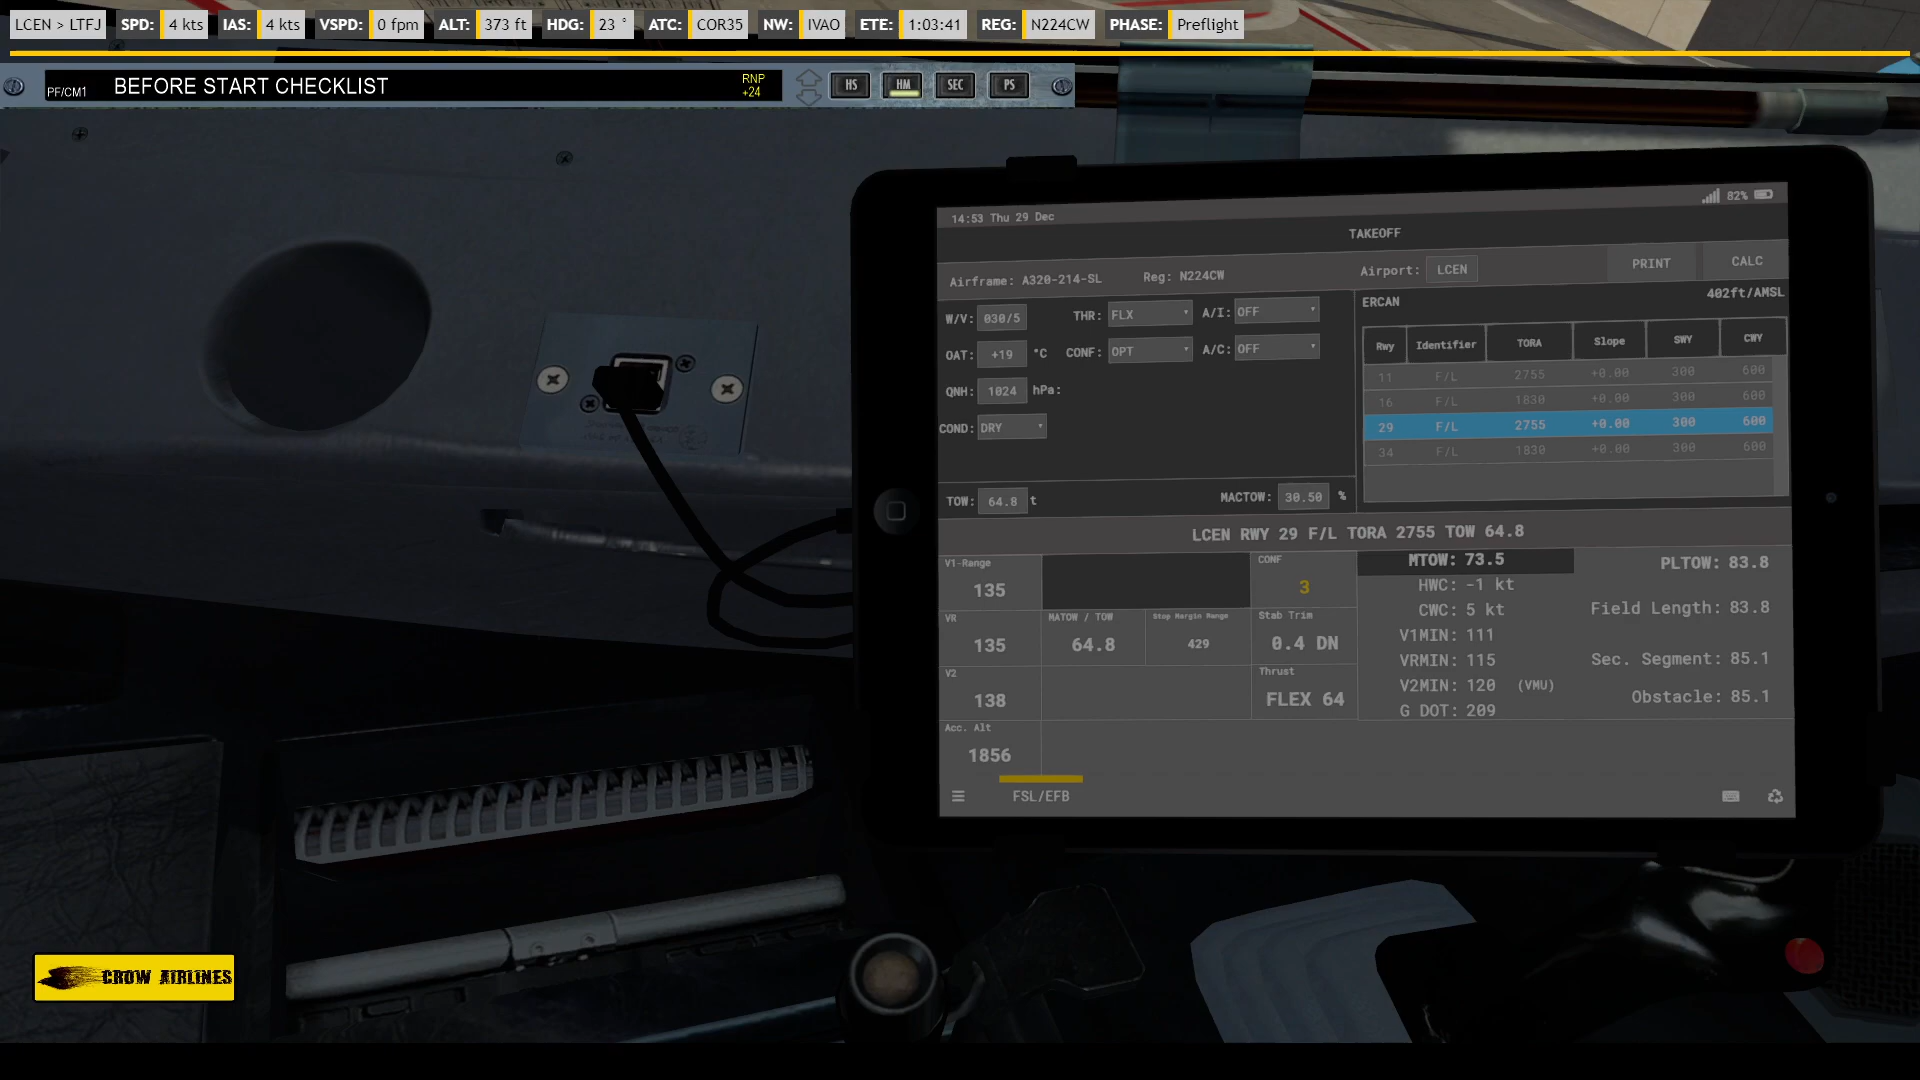 LCEN > LTFJ SPD: 4 kts IAS: 4 kts VSPD: 0 fpm ALT: 373 ft HDG: 23 ° ATC: COR35 NW: IVAO ETE: 1:03:41 REG: N224CW PHASE: Preflight
PF/CM1 BEFORE START CHECKLIST RNP +24 HS HM SEC PS
14:53 Thu 29 Dec 82%
TAKEOFF
Airframe: A320-214-SL Reg: N224CW Airport: LCEN PRINT CALC
W/V: 030/5 THR: FLX A/I: OFF
OAT: +19 °C CONF: OPT A/C: OFF
QNH: 1024 hPa:
COND: DRY
TOW: 64.8 t MACTOW: 30.50 %
ERCAN 402ft/AMSL
Rwy Identifier TORA Slope SWY CWY
11 F/L 2755 +0.00 300 600
16 F/L 1830 +0.00 300 600
29 F/L 2755 +0.00 300 600
34 F/L 1830 +0.00 300 600
LCEN RWY 29 F/L TORA 2755 TOW 64.8
V1-Range
135
CONF
3
VR
135
MATOW / TOW
64.8
Stop Margin Range
429
Stab Trim
0.4 DN
V2
138
Thrust
FLEX 64
Acc. Alt
1856
MTOW: 73.5
HWC: -1 kt
CWC: 5 kt
V1MIN: 111
VRMIN: 115
V2MIN: 120 (VMU)
G DOT: 209
PLTOW: 83.8
Field Length: 83.8
Sec. Segment: 85.1
Obstacle: 85.1
FSL/EFB
CROW AIRLINES